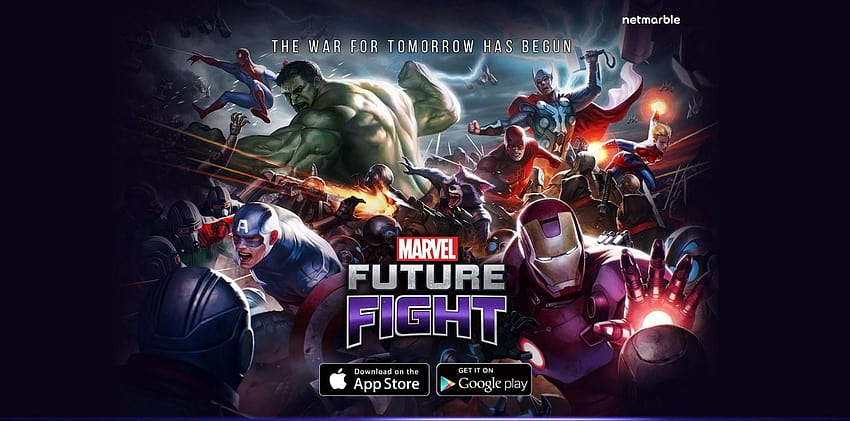 netmarble
THE WAR FOR TOMORROW HAS BEGUN
A
MARVEL
FUTURE
FIGHT
Download on the
App Store
GET IT ON
Google play